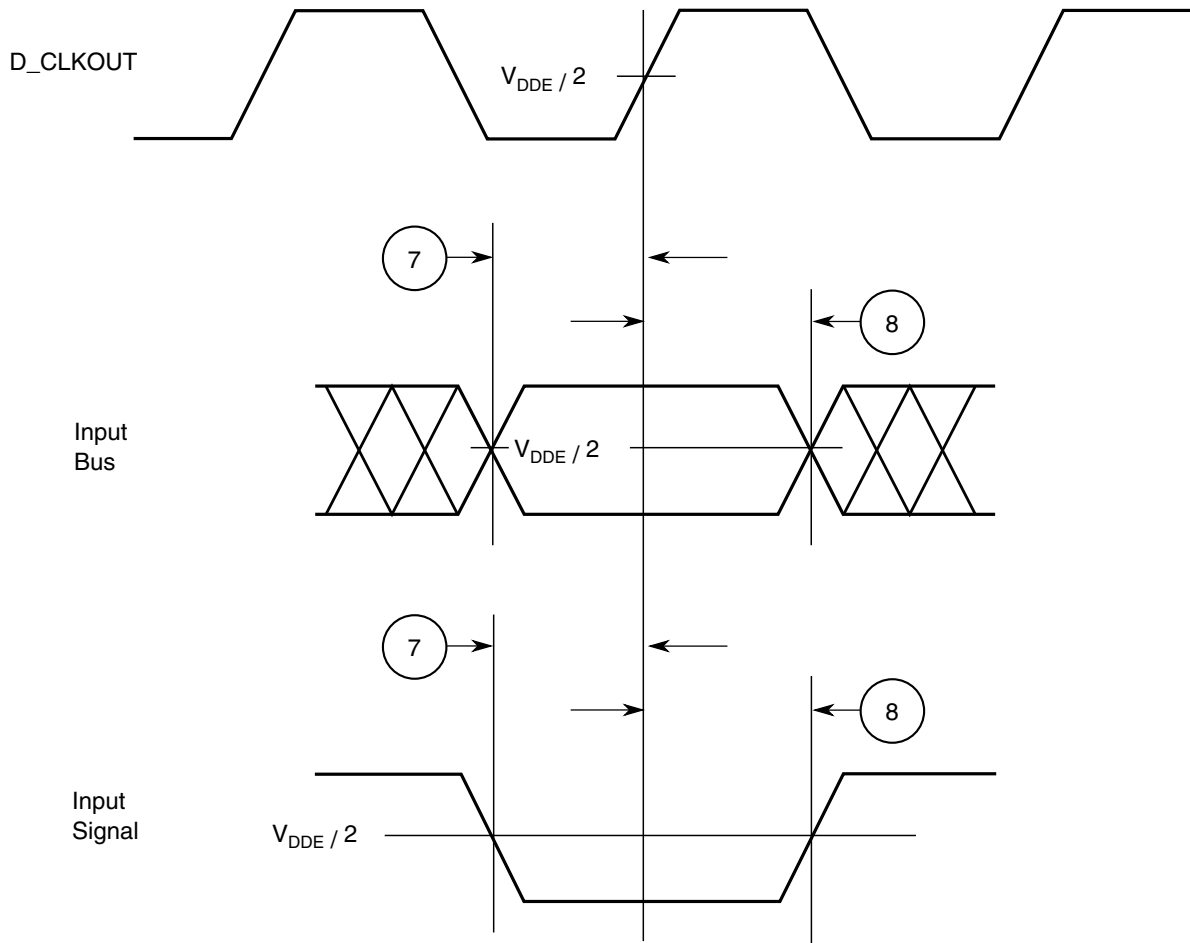 D_CLKOUT
V_DDE / 2
7
8
Input
Bus
V_DDE / 2
7
8
Input
Signal
V_DDE / 2